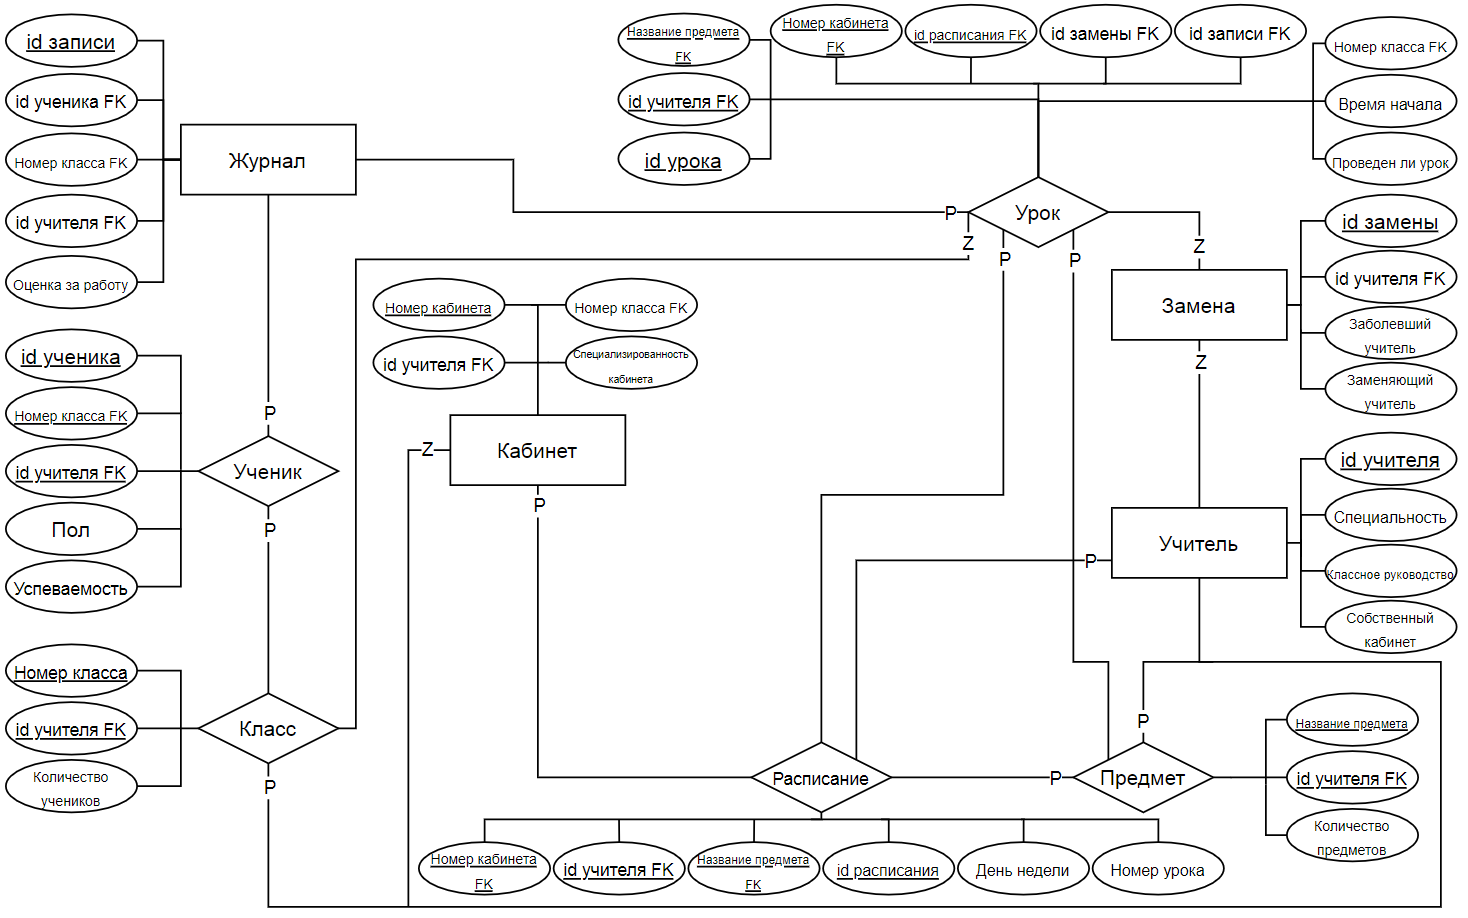 id записи
id ученика FK
Номер класса FK
id учителя FK
Оценка за работу
Журнал
Название предмета
FK
Номер кабинета
FK
id расписания FK
id замены FK
id записи FK
id учителя FK
id урока
Номер класса FK
Время начала
Проведен ли урок
P
Урок
Z
P
P
Z
id замены
id учителя FK
Заболевший
учитель
Заменяющий
учитель
Замена
Z
Номер кабинета
Номер класса FK
id учителя FK
Специализированность
кабинета
Кабинет
Z
P
id ученика
Номер класса FK
id учителя FK
Пол
Успеваемость
P
Ученик
P
id учителя
Специальность
Классное руководство
Собственный
кабинет
Учитель
P
Номер класса
id учителя FK
Количество
учеников
Класс
P
Расписание
P
P
Предмет
Название предмета
id учителя FK
Количество
предметов
Номер кабинета
FK
id учителя FK
Название предмета
FK
id расписания
День недели
Номер урока